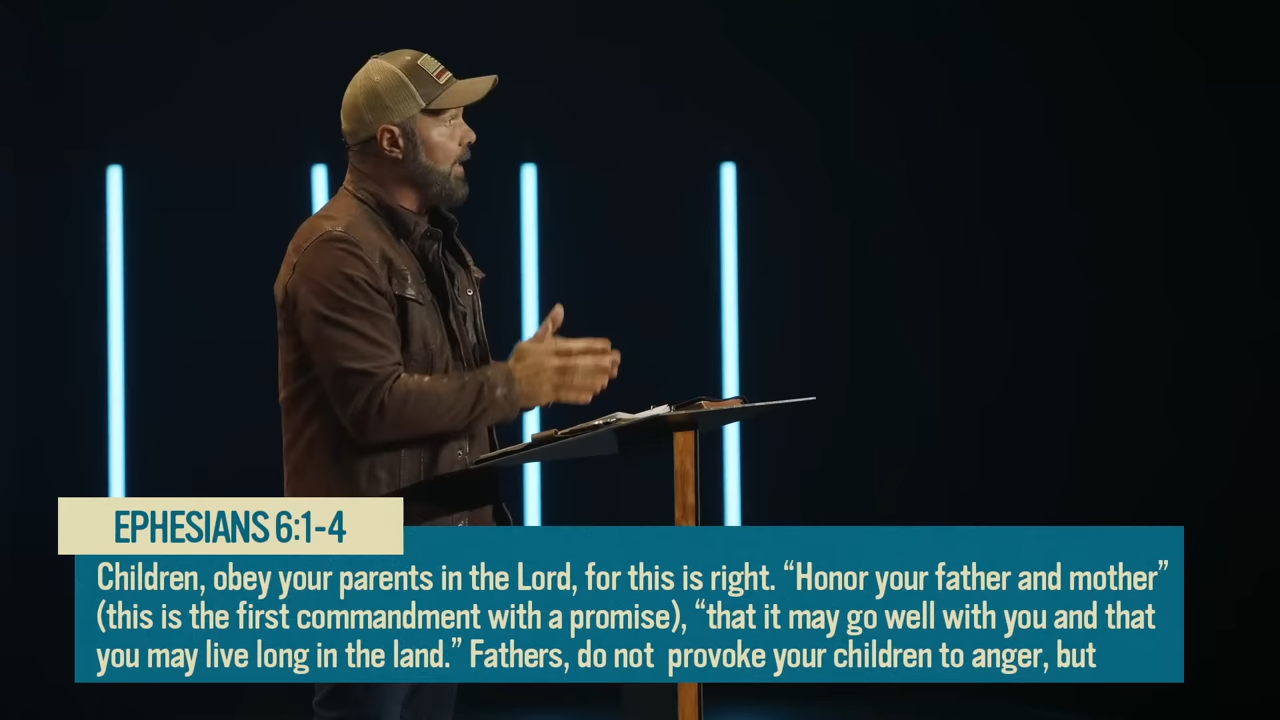 EPHESIANS 6:1-4
Children, obey your parents in the Lord, for this is right. “Honor your father and mother”
(this is the first commandment with a promise), “that it may go well with you and that
you may live long in the land.” Fathers, do not provoke your children to anger, but